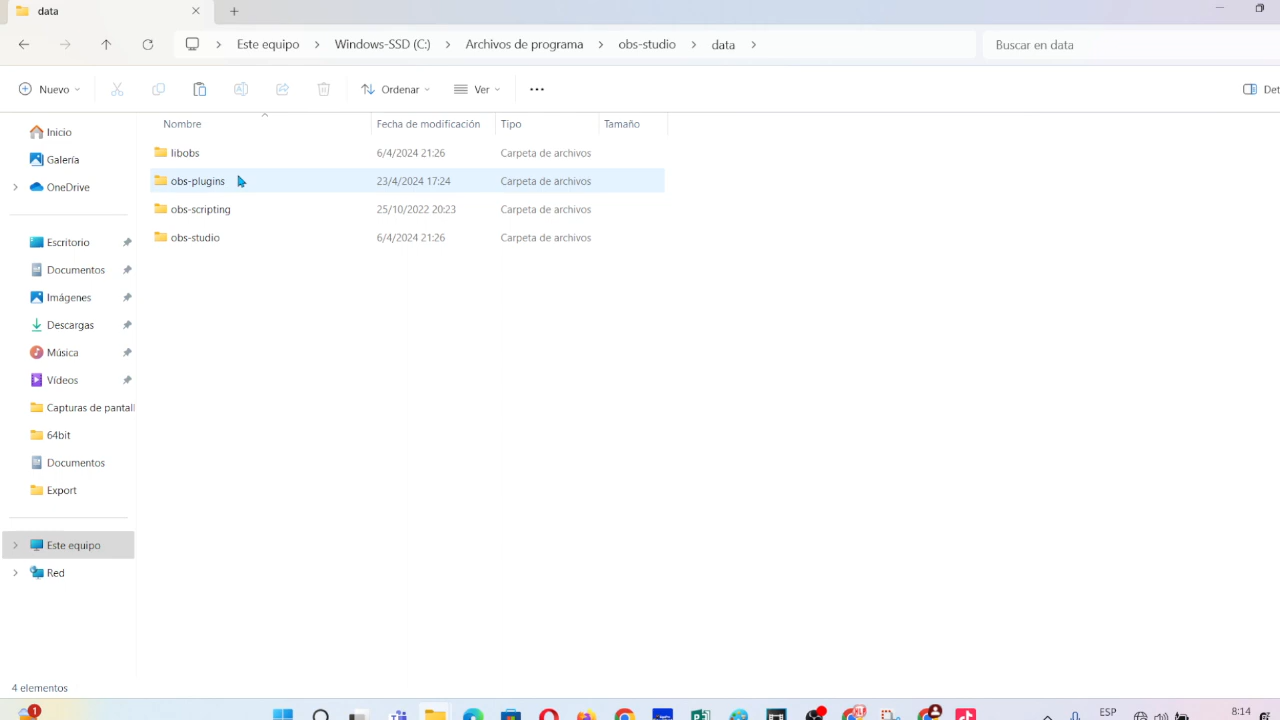 data
Este equipo > Windows-SSD (C:) > Archivos de programa > obs-studio > data >
Buscar en data
Nuevo
Ordenar
Ver
Det
Nombre
Fecha de modificación
Tipo
Tamaño
libobs 6/4/2024 21:26 Carpeta de archivos
obs-plugins 23/4/2024 17:24 Carpeta de archivos
obs-scripting 25/10/2022 20:23 Carpeta de archivos
obs-studio 6/4/2024 21:26 Carpeta de archivos
Inicio
Galería
OneDrive
Escritorio
Documentos
Imágenes
Descargas
Música
Vídeos
Capturas de pantall
64bit
Documentos
Export
Este equipo
Red
4 elementos
1
ESP
8:14